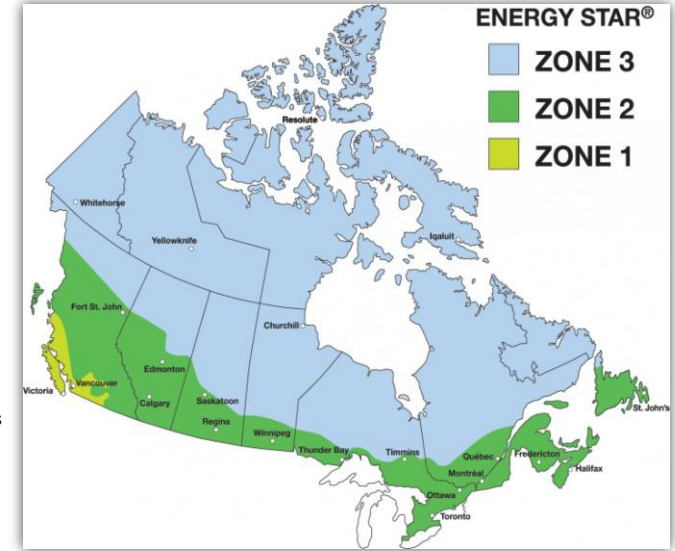 ENERGY STAR®
ZONE 3
ZONE 2
ZONE 1
Resolute
Whitehorse
Yellowknife
Iqaluit
Fort St. John
Churchill
Edmonton
Vancouver
Victoria
Calgary
Saskatoon
Regina
Winnipeg
Thunder Bay
Timmins
Québec
Fredericton
St. John's
Halifax
Montréal
Ottawa
Toronto
s